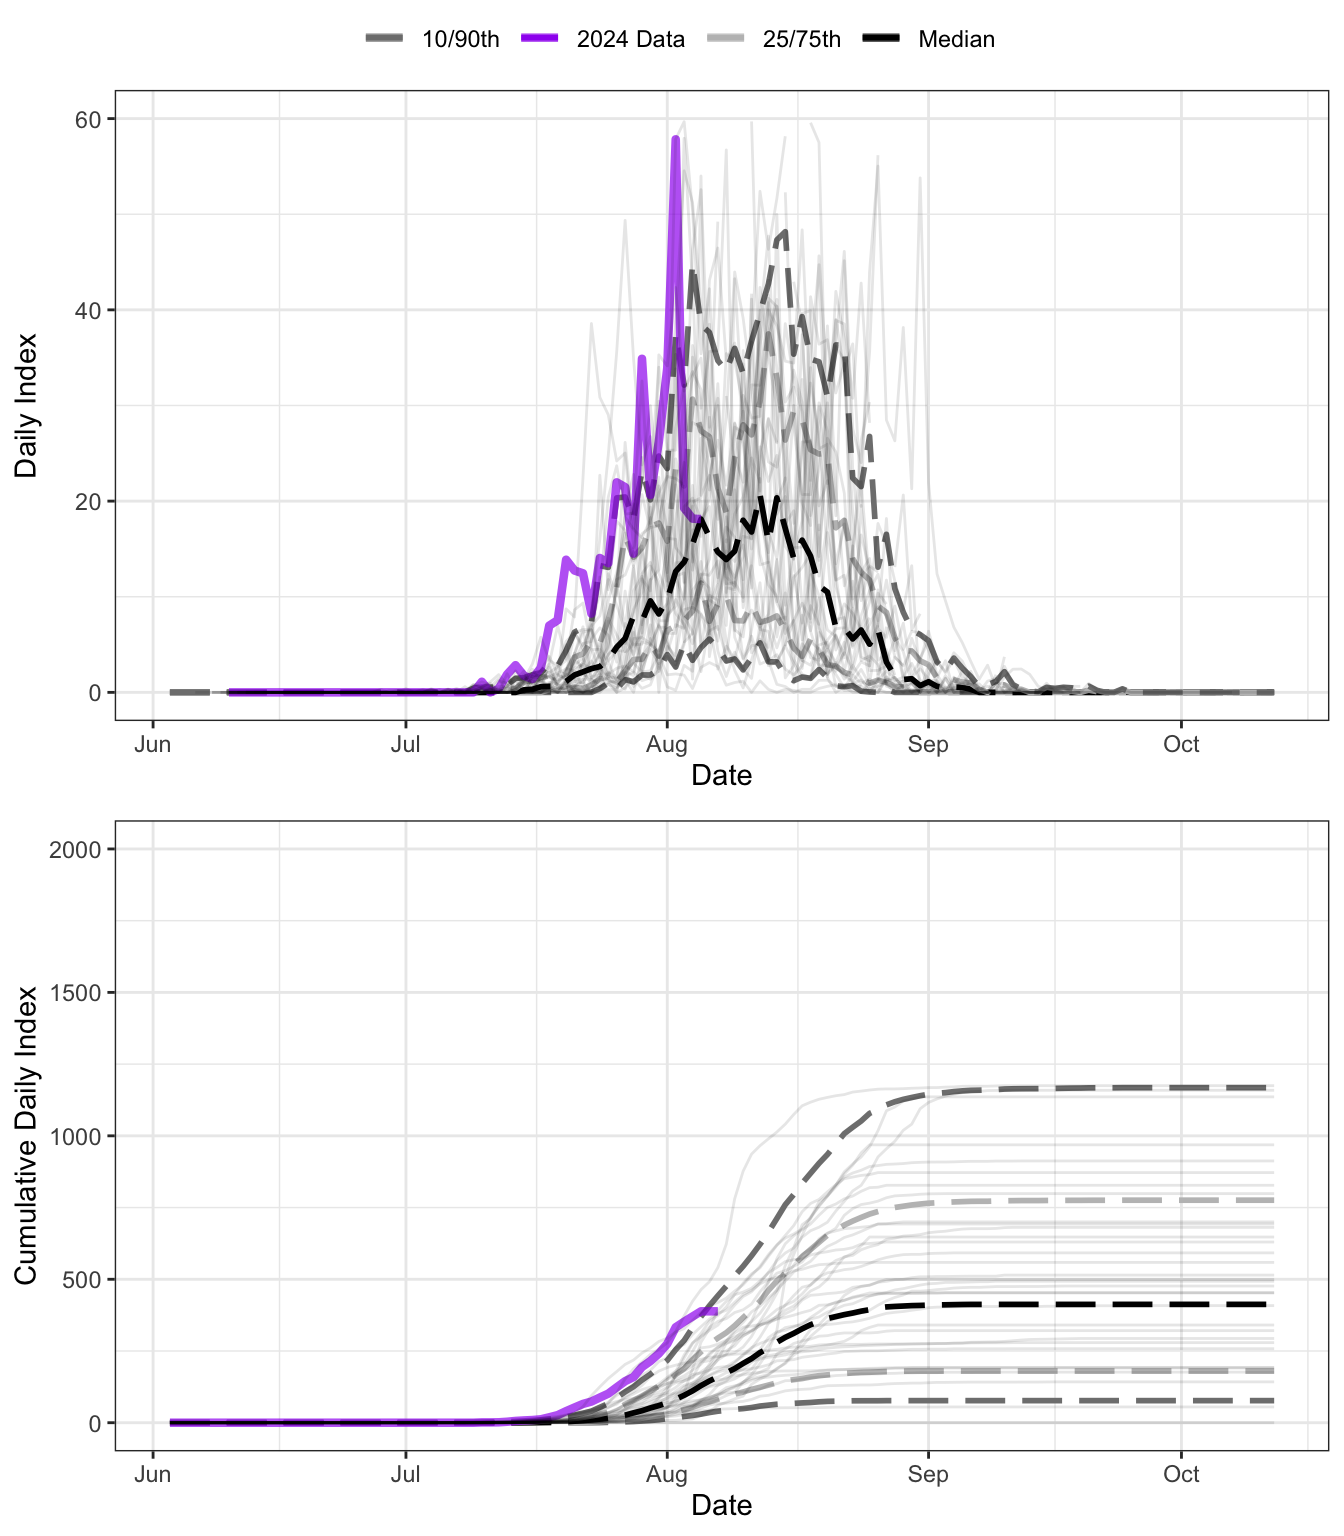 10/90th 2024 Data 25/75th Median
60
40
20
0
Daily Index
Jun Jul Aug Sep Oct
Date
2000
1500
1000
500
0
Cumulative Daily Index
Jun Jul Aug Sep Oct
Date